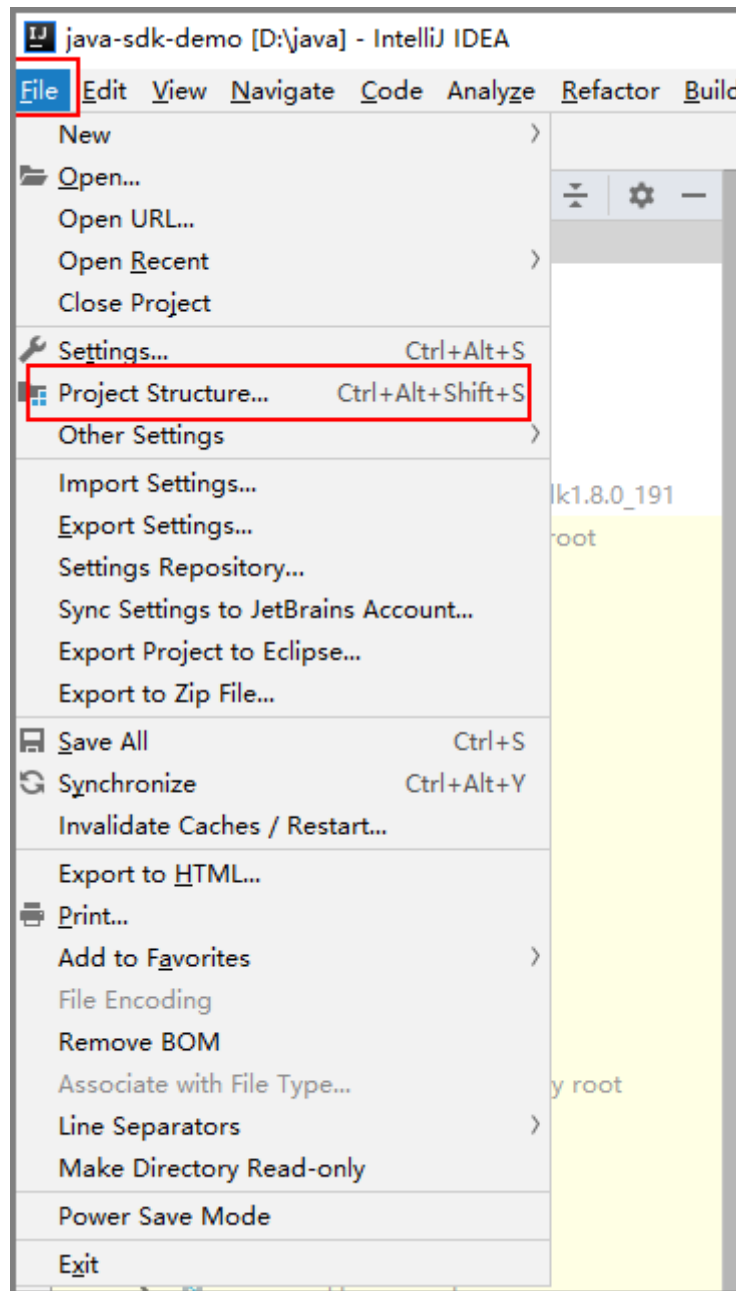 IJ java-sdk-demo [D:\java] - IntelliJ IDEA
File Edit View Navigate Code Analyze Refactor Build
New
Open...
Open URL...
Open Recent
Close Project
Settings... Ctrl+Alt+S
Project Structure... Ctrl+Alt+Shift+S
Other Settings
Import Settings...
lk1.8.0_191
Export Settings...
root
Settings Repository...
Sync Settings to JetBrains Account...
Export Project to Eclipse...
Export to Zip File...
Save All Ctrl+S
Synchronize Ctrl+Alt+Y
Invalidate Caches / Restart...
Export to HTML...
Print...
Add to Favorites
File Encoding
Remove BOM
Associate with File Type...
y root
Line Separators
Make Directory Read-only
Power Save Mode
Exit